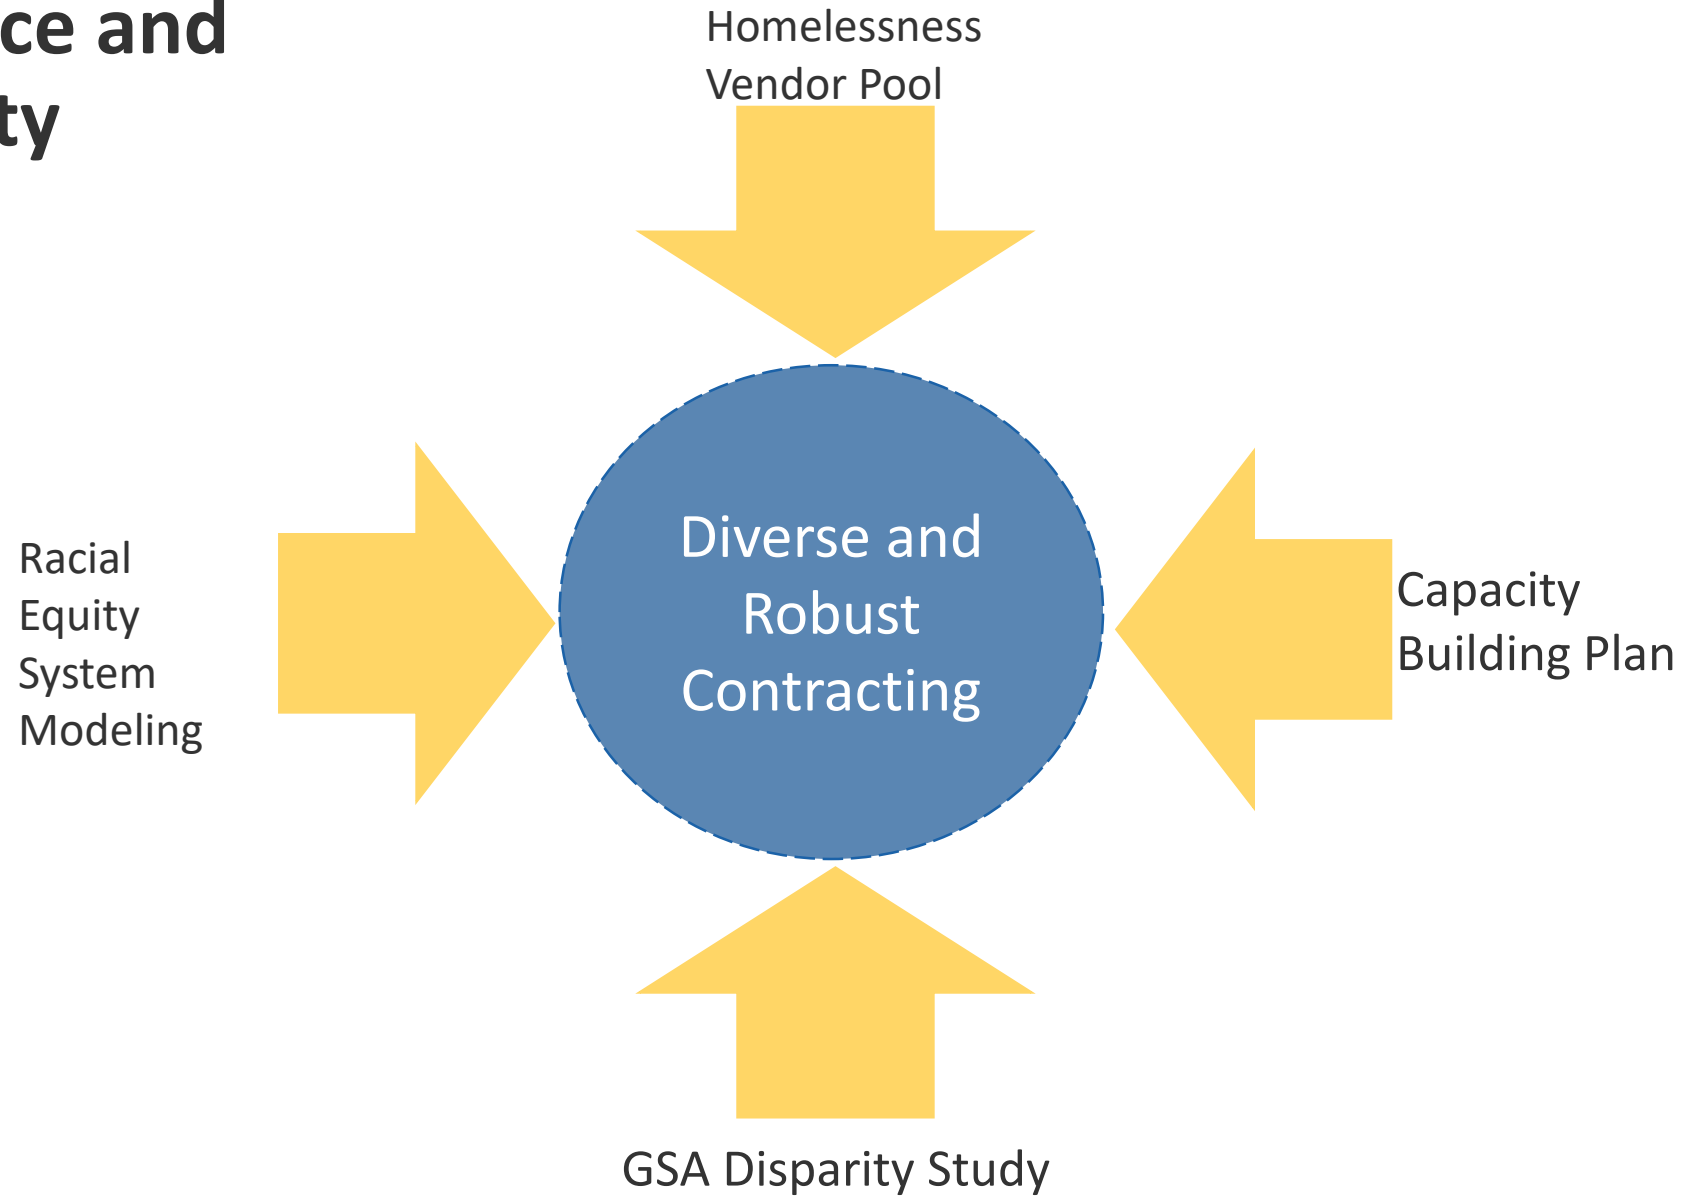 ce and
ty
Homelessness
Vendor Pool
Racial
Equity
System
Modeling
Diverse and
Robust
Contracting
Capacity
Building Plan
GSA Disparity Study